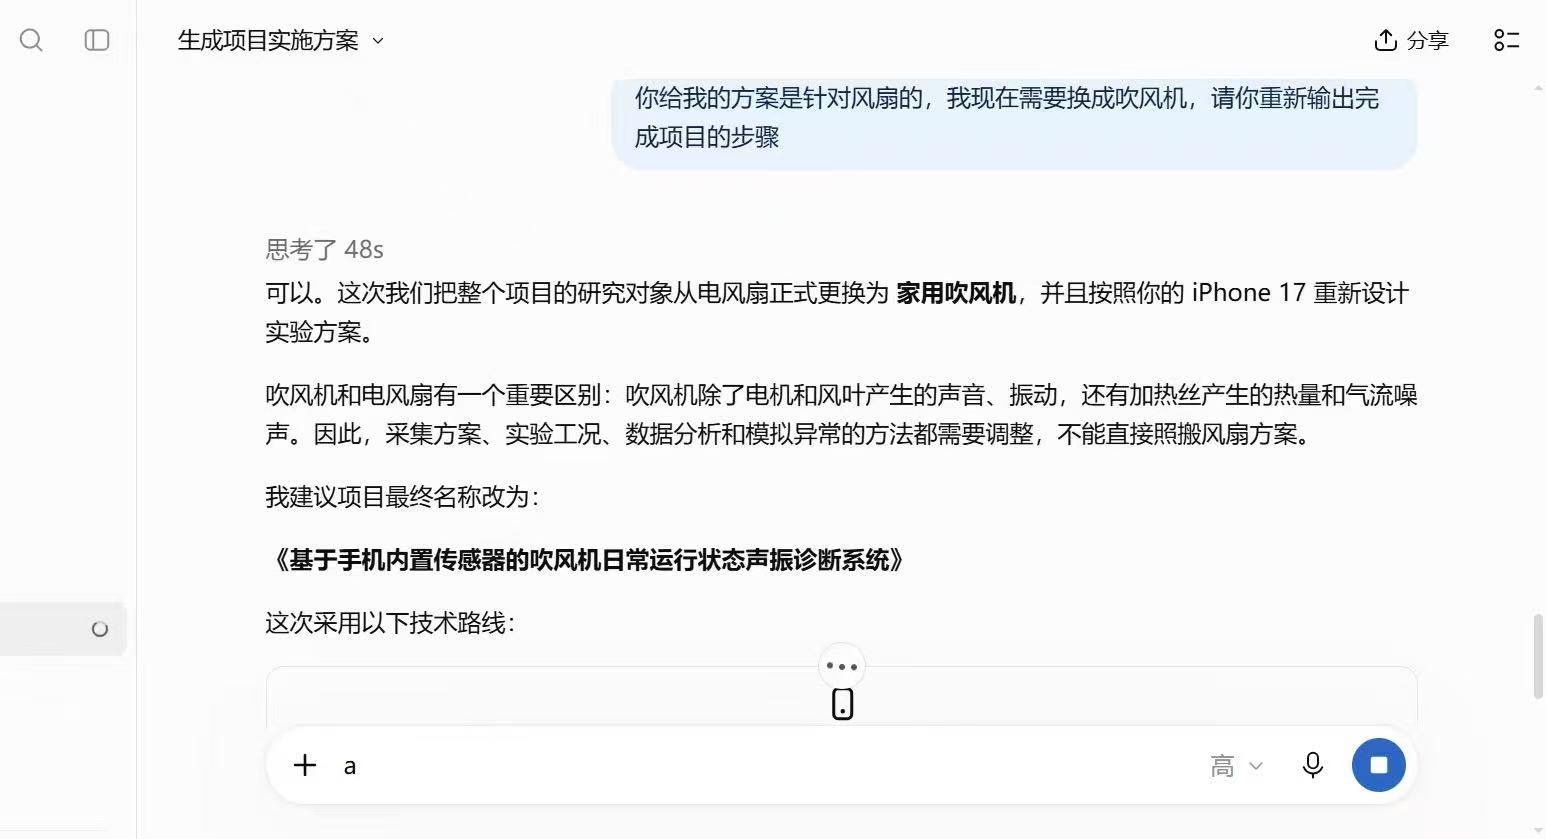 生成项目实施方案
分享
你给我的方案是针对风扇的，我现在需要换成吹风机，请你重新输出完
成项目的步骤
思考了 48s
可以。这次我们把整个项目的研究对象从电风扇正式更换为 家用吹风机，并且按照你的 iPhone 17 重新设计
实验方案。
吹风机和电风扇有一个重要区别：吹风机除了电机和风叶产生的声音、振动，还有加热丝产生的热量和气流噪
声。因此，采集方案、实验工况、数据分析和模拟异常的方法都需要调整，不能直接照搬风扇方案。
我建议项目最终名称改为：
《基于手机内置传感器的吹风机日常运行状态声振诊断系统》
这次采用以下技术路线：
a
高